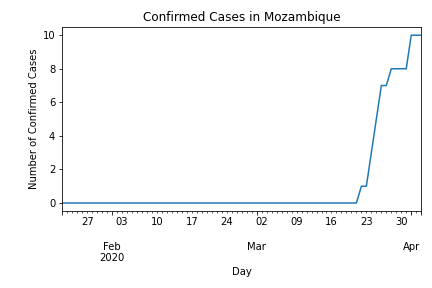 Confirmed Cases in Mozambique
Number of Confirmed Cases
10
8
6
4
2
0
27 03 10 17 24 02 09 16 23 30
Feb Mar Apr
2020
Day